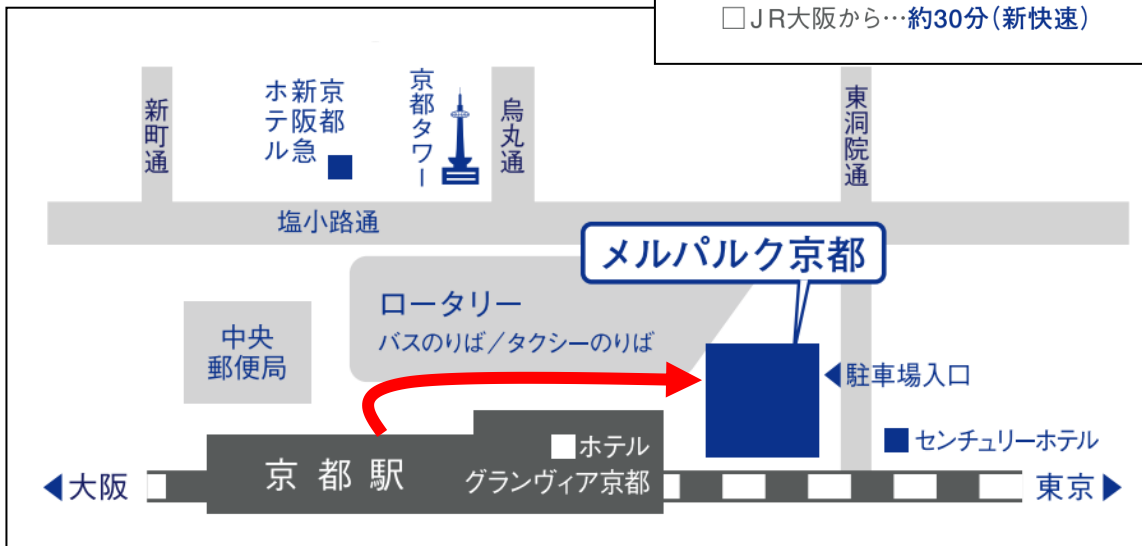 □JR大阪から…約30分(新快速)
新町通
京都
新阪急
ホテル
京都タワー
烏丸通
東洞院通
塩小路通
メルパルク京都
ロータリー
バスのりば/タクシーのりば
中央
郵便局
◀駐車場入口
■センチュリーホテル
京都駅
□ホテル
グランヴィア京都
◀大阪
東京▶